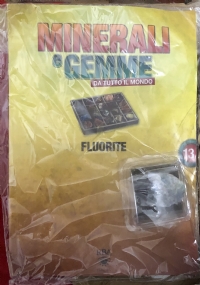 MINERALI
e GEMME
DA TUTTO IL MONDO
FLUORITE
13